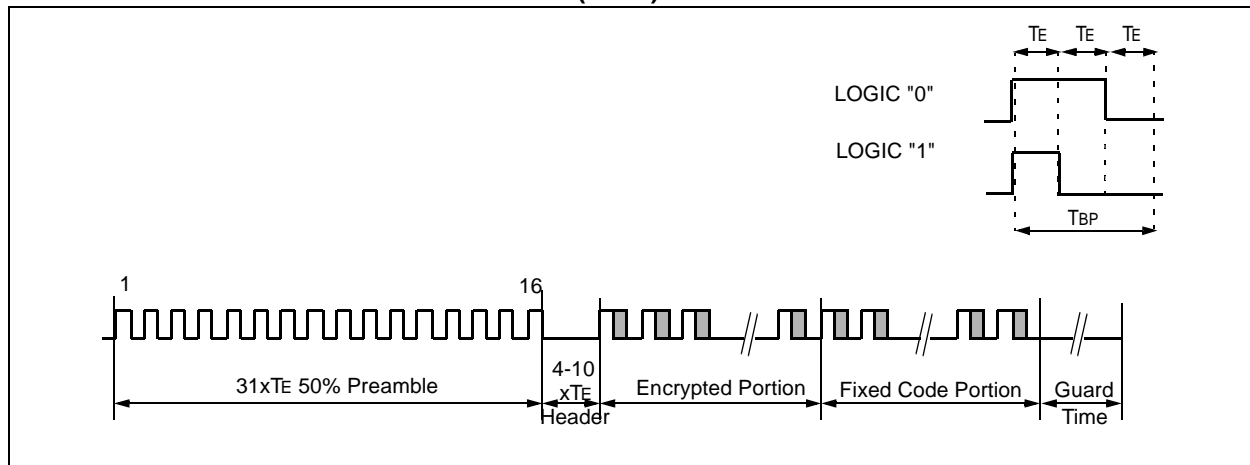 TE TE TE
LOGIC "0"
LOGIC "1"
TBP
1
16
31xTE 50% Preamble
4-10
xTE
Header
Encrypted Portion
Fixed Code Portion
Guard
Time